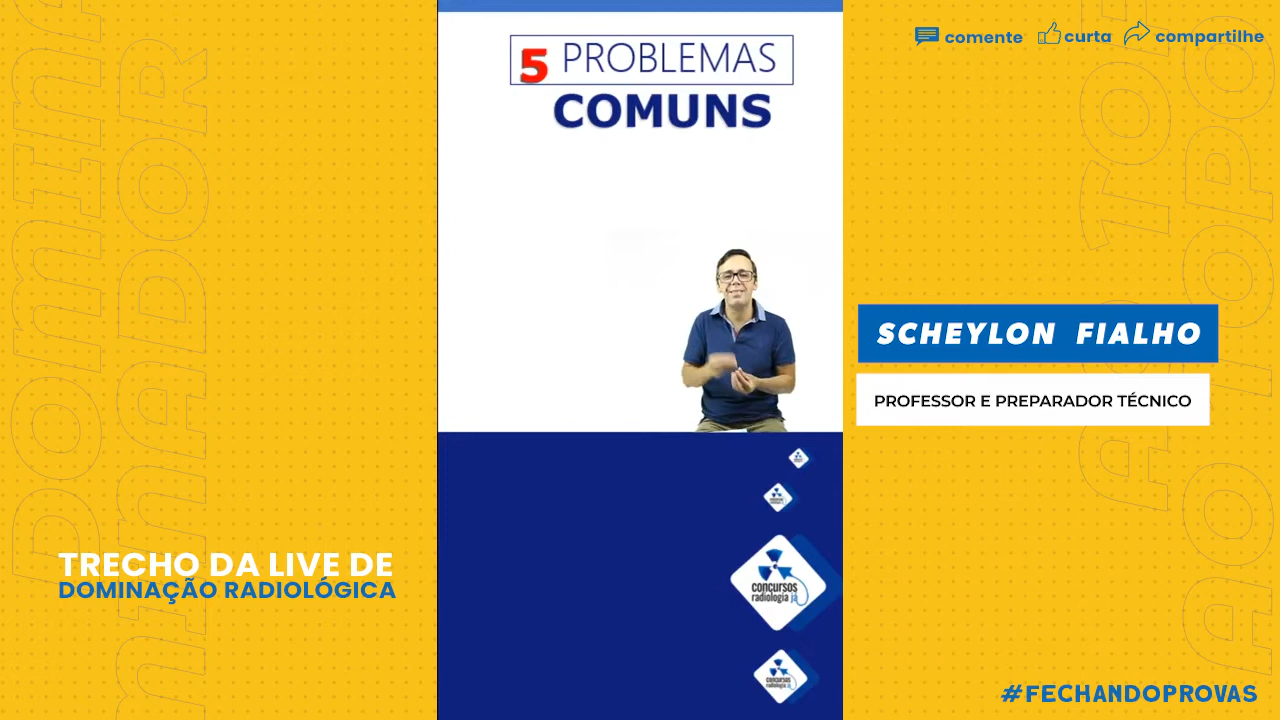 comente
curta
compartilhe
5 PROBLEMAS
COMUNS
SCHEYLON FIALHO
PROFESSOR E PREPARADOR TÉCNICO
TRECHO DA LIVE DE
DOMINAÇÃO RADIOLÓGICA
CONCURSOS
radiologia já
#FECHANDOPROVAS